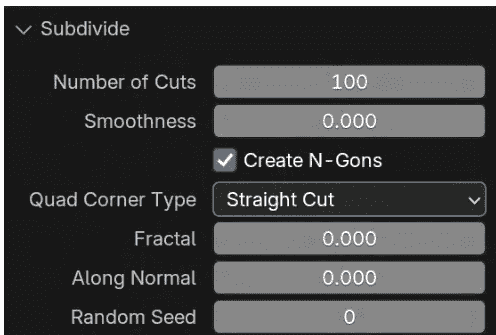 Subdivide
Number of Cuts 100
Smoothness 0.000
Create N-Gons
Quad Corner Type Straight Cut
Fractal 0.000
Along Normal 0.000
Random Seed 0